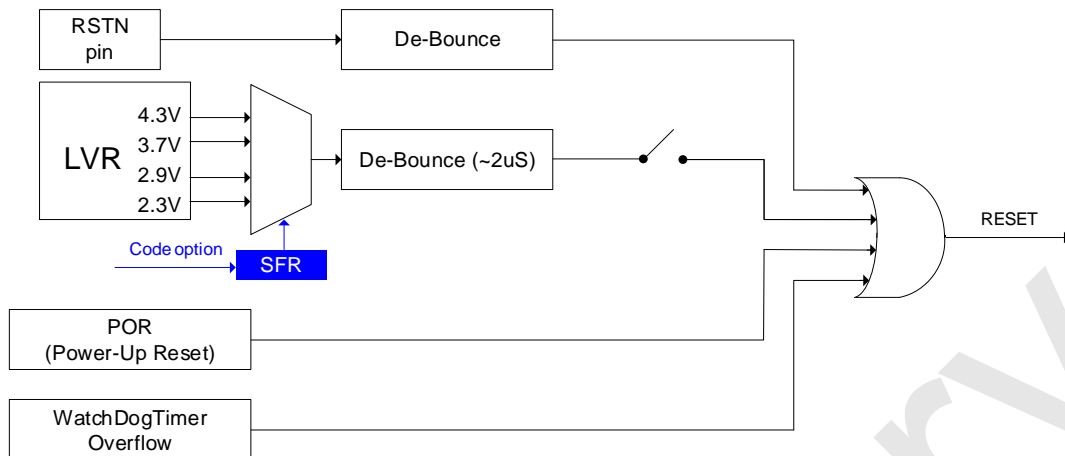 RSTN
pin
De-Bounce
LVR
4.3V
3.7V
2.9V
2.3V
De-Bounce (~2uS)
RESET
Code option
SFR
POR
(Power-Up Reset)
WatchDogTimer
Overflow